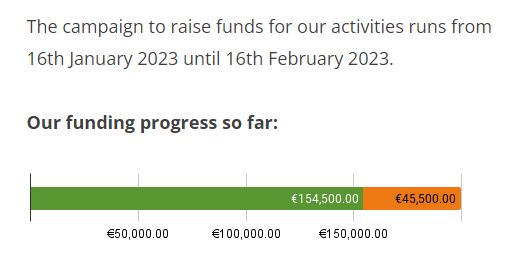 The campaign to raise funds for our activities runs from
16th January 2023 until 16th February 2023.
Our funding progress so far:
€154,500.00 €45,500.00
€50,000.00 €100,000.00 €150,000.00